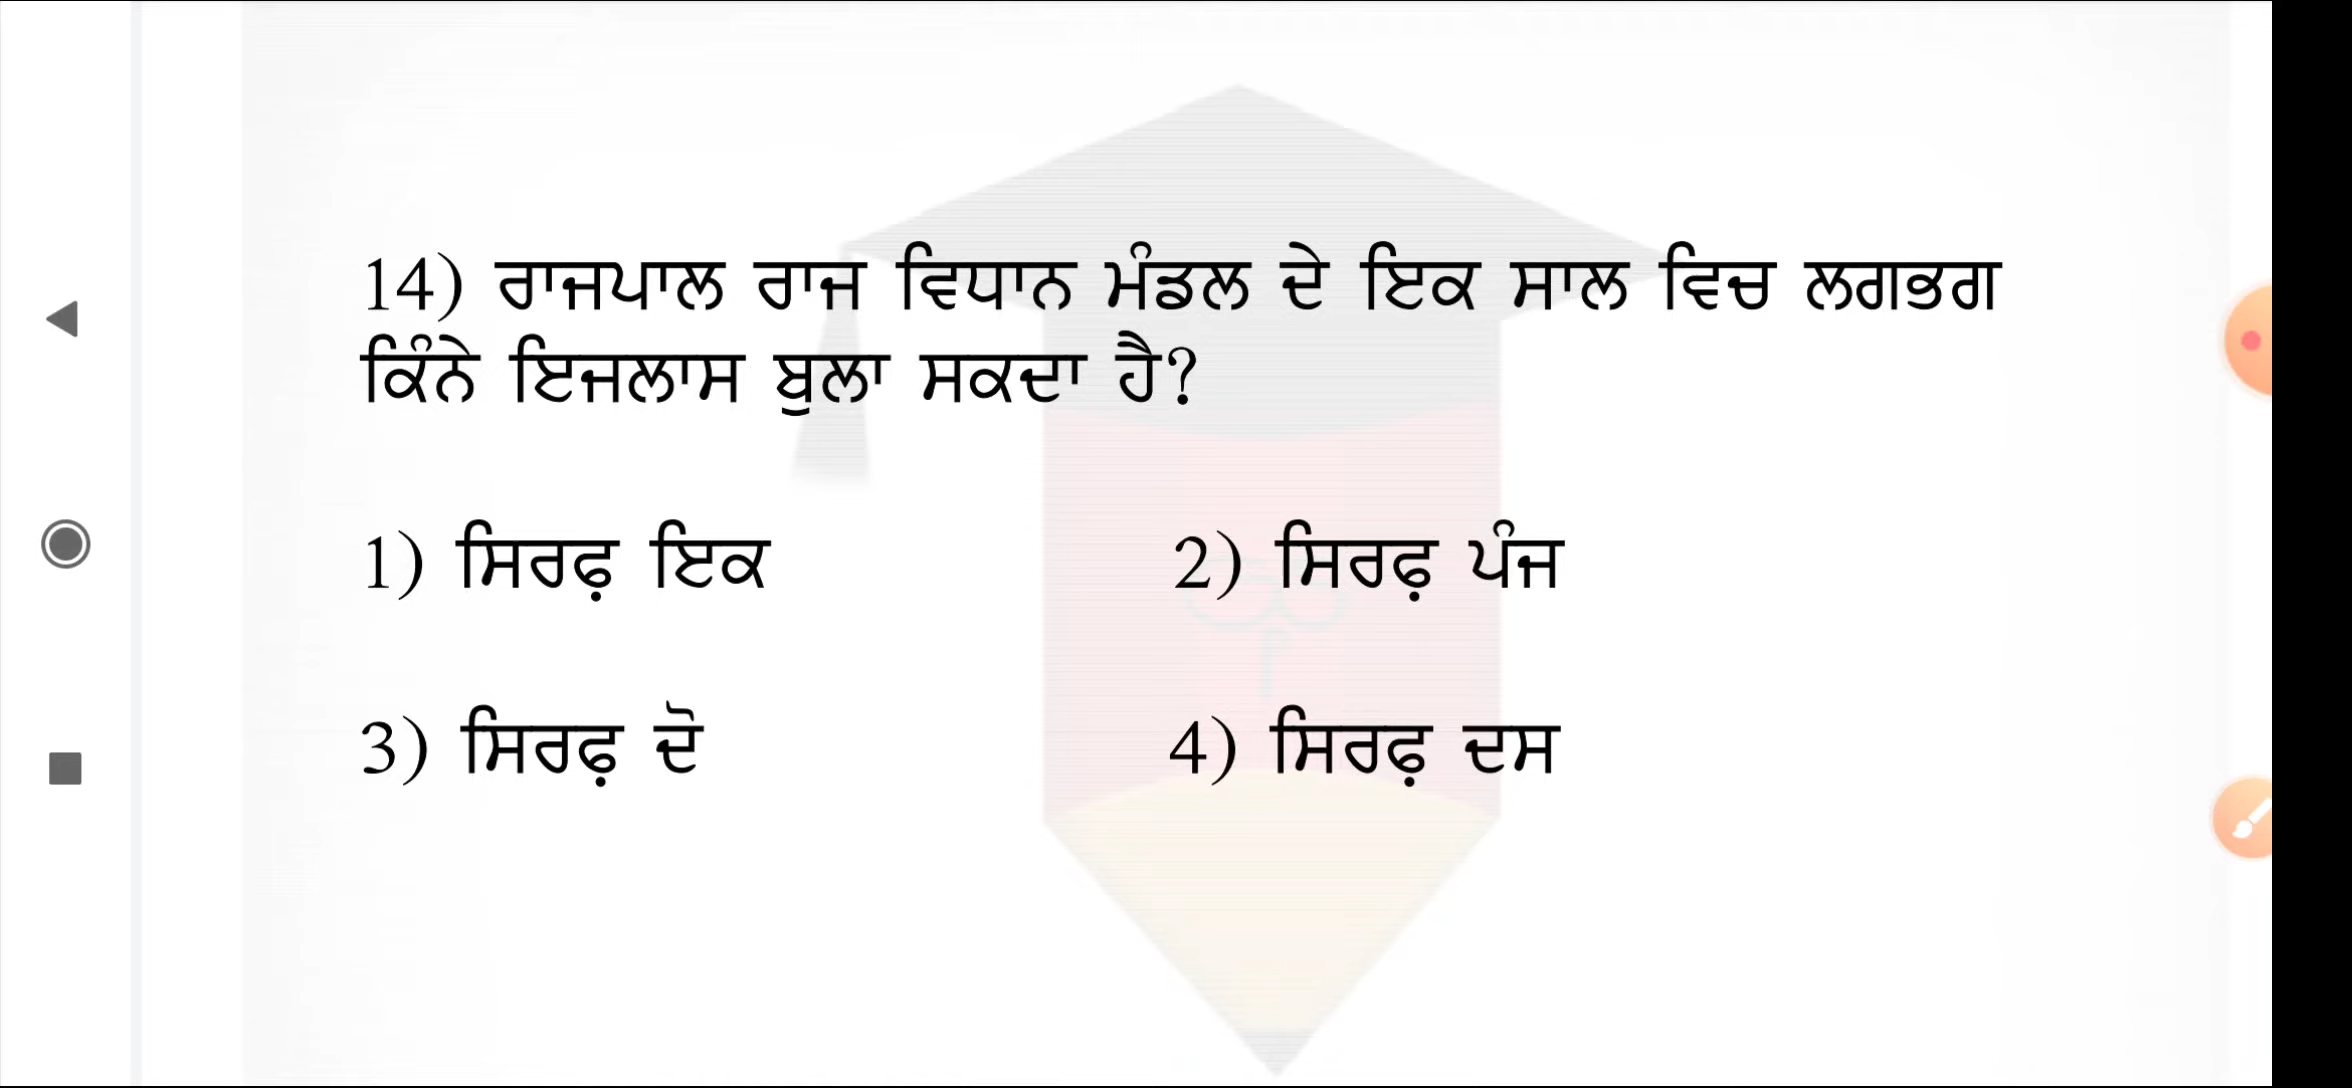 14) ਰਾਜਪਾਲ ਰਾਜ ਵਿਧਾਨ ਮੰਡਲ ਦੇ ਇਕ ਸਾਲ ਵਿਚ ਲਗਭਗ
ਕਿੰਨੇ ਇਜਲਾਸ ਬੁਲਾ ਸਕਦਾ ਹੈ?
1) ਸਿਰਫ਼ ਇਕ 2) ਸਿਰਫ਼ ਪੰਜ
3) ਸਿਰਫ਼ ਦੋ 4) ਸਿਰਫ਼ ਦਸ